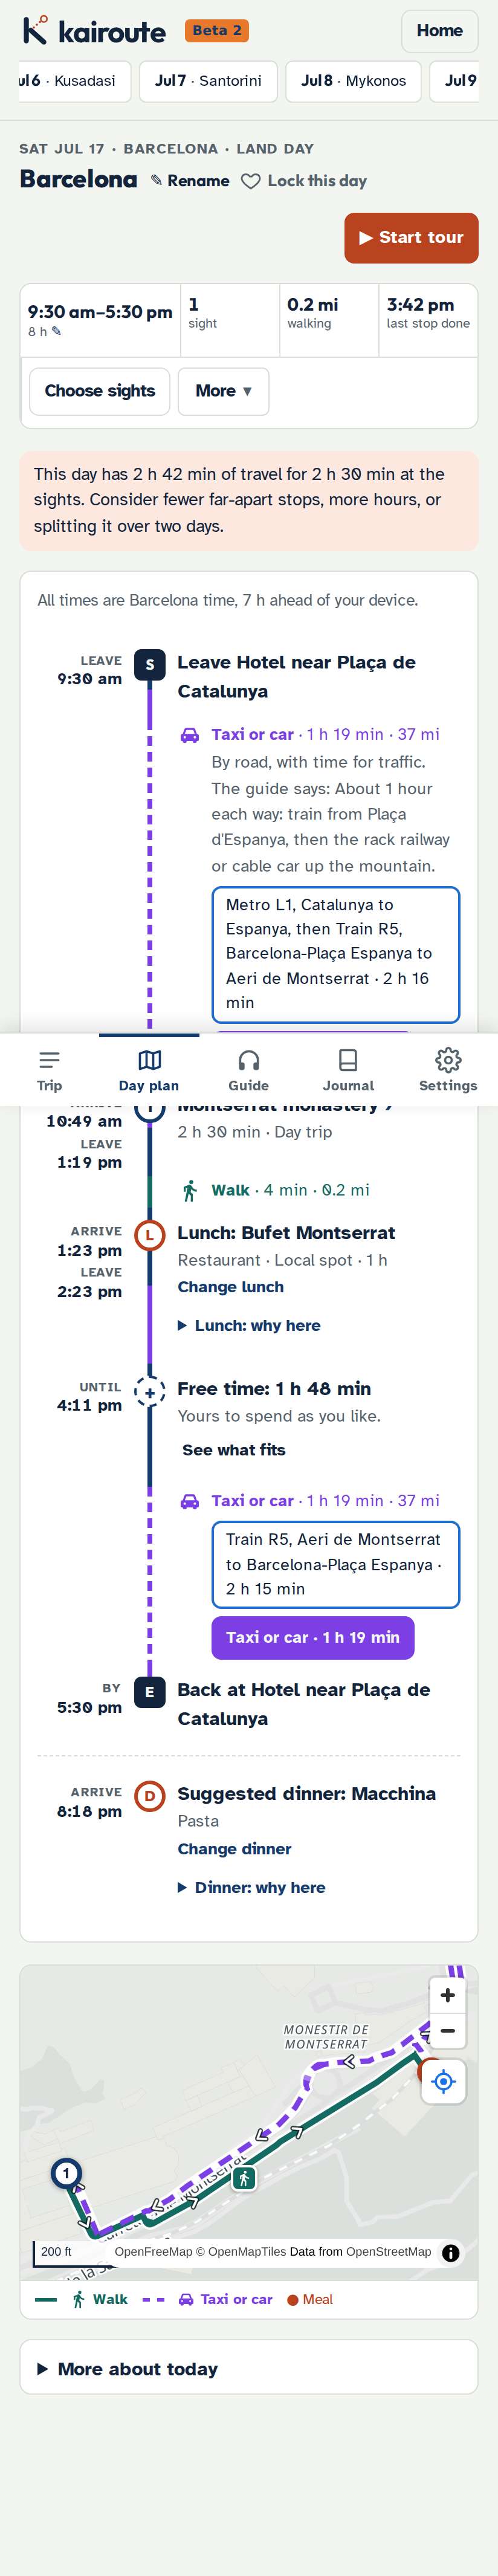 kairoute
Beta 2
Home
Jul 6 · Kusadasi
Jul 7 · Santorini
Jul 8 · Mykonos
Jul 9
SAT JUL 17 · BARCELONA · LAND DAY
Barcelona ✎ Rename Lock this day
▶ Start tour
9:30 am–5:30 pm
8 h ✎
1
sight
0.2 mi
walking
3:42 pm
last stop done
Choose sights
More ▾
This day has 2 h 42 min of travel for 2 h 30 min at the
sights. Consider fewer far-apart stops, more hours, or
splitting it over two days.
All times are Barcelona time, 7 h ahead of your device.
LEAVE
9:30 am
S
Leave Hotel near Plaça de
Catalunya
Taxi or car · 1 h 19 min · 37 mi
By road, with time for traffic.
The guide says: About 1 hour
each way: train from Plaça
d'Espanya, then the rack railway
or cable car up the mountain.
Metro L1, Catalunya to
Espanya, then Train R5,
Barcelona-Plaça Espanya to
Aeri de Montserrat · 2 h 16
min
Trip
Day plan
Guide
Journal
Settings
10:49 am
LEAVE
1:19 pm
Montserrat monastery
2 h 30 min · Day trip
Walk · 4 min · 0.2 mi
ARRIVE
1:23 pm
LEAVE
2:23 pm
L
Lunch: Bufet Montserrat
Restaurant · Local spot · 1 h
Change lunch
▶ Lunch: why here
UNTIL
4:11 pm
+
Free time: 1 h 48 min
Yours to spend as you like.
See what fits
Taxi or car · 1 h 19 min · 37 mi
Train R5, Aeri de Montserrat
to Barcelona-Plaça Espanya ·
2 h 15 min
Taxi or car · 1 h 19 min
BY
5:30 pm
E
Back at Hotel near Plaça de
Catalunya
ARRIVE
8:18 pm
D
Suggested dinner: Macchina
Pasta
Change dinner
▶ Dinner: why here
MONESTIR DE
MONTSERRAT
+
−
1
200 ft
OpenFreeMap © OpenMapTiles Data from OpenStreetMap
Walk
Taxi or car
Meal
▶ More about today